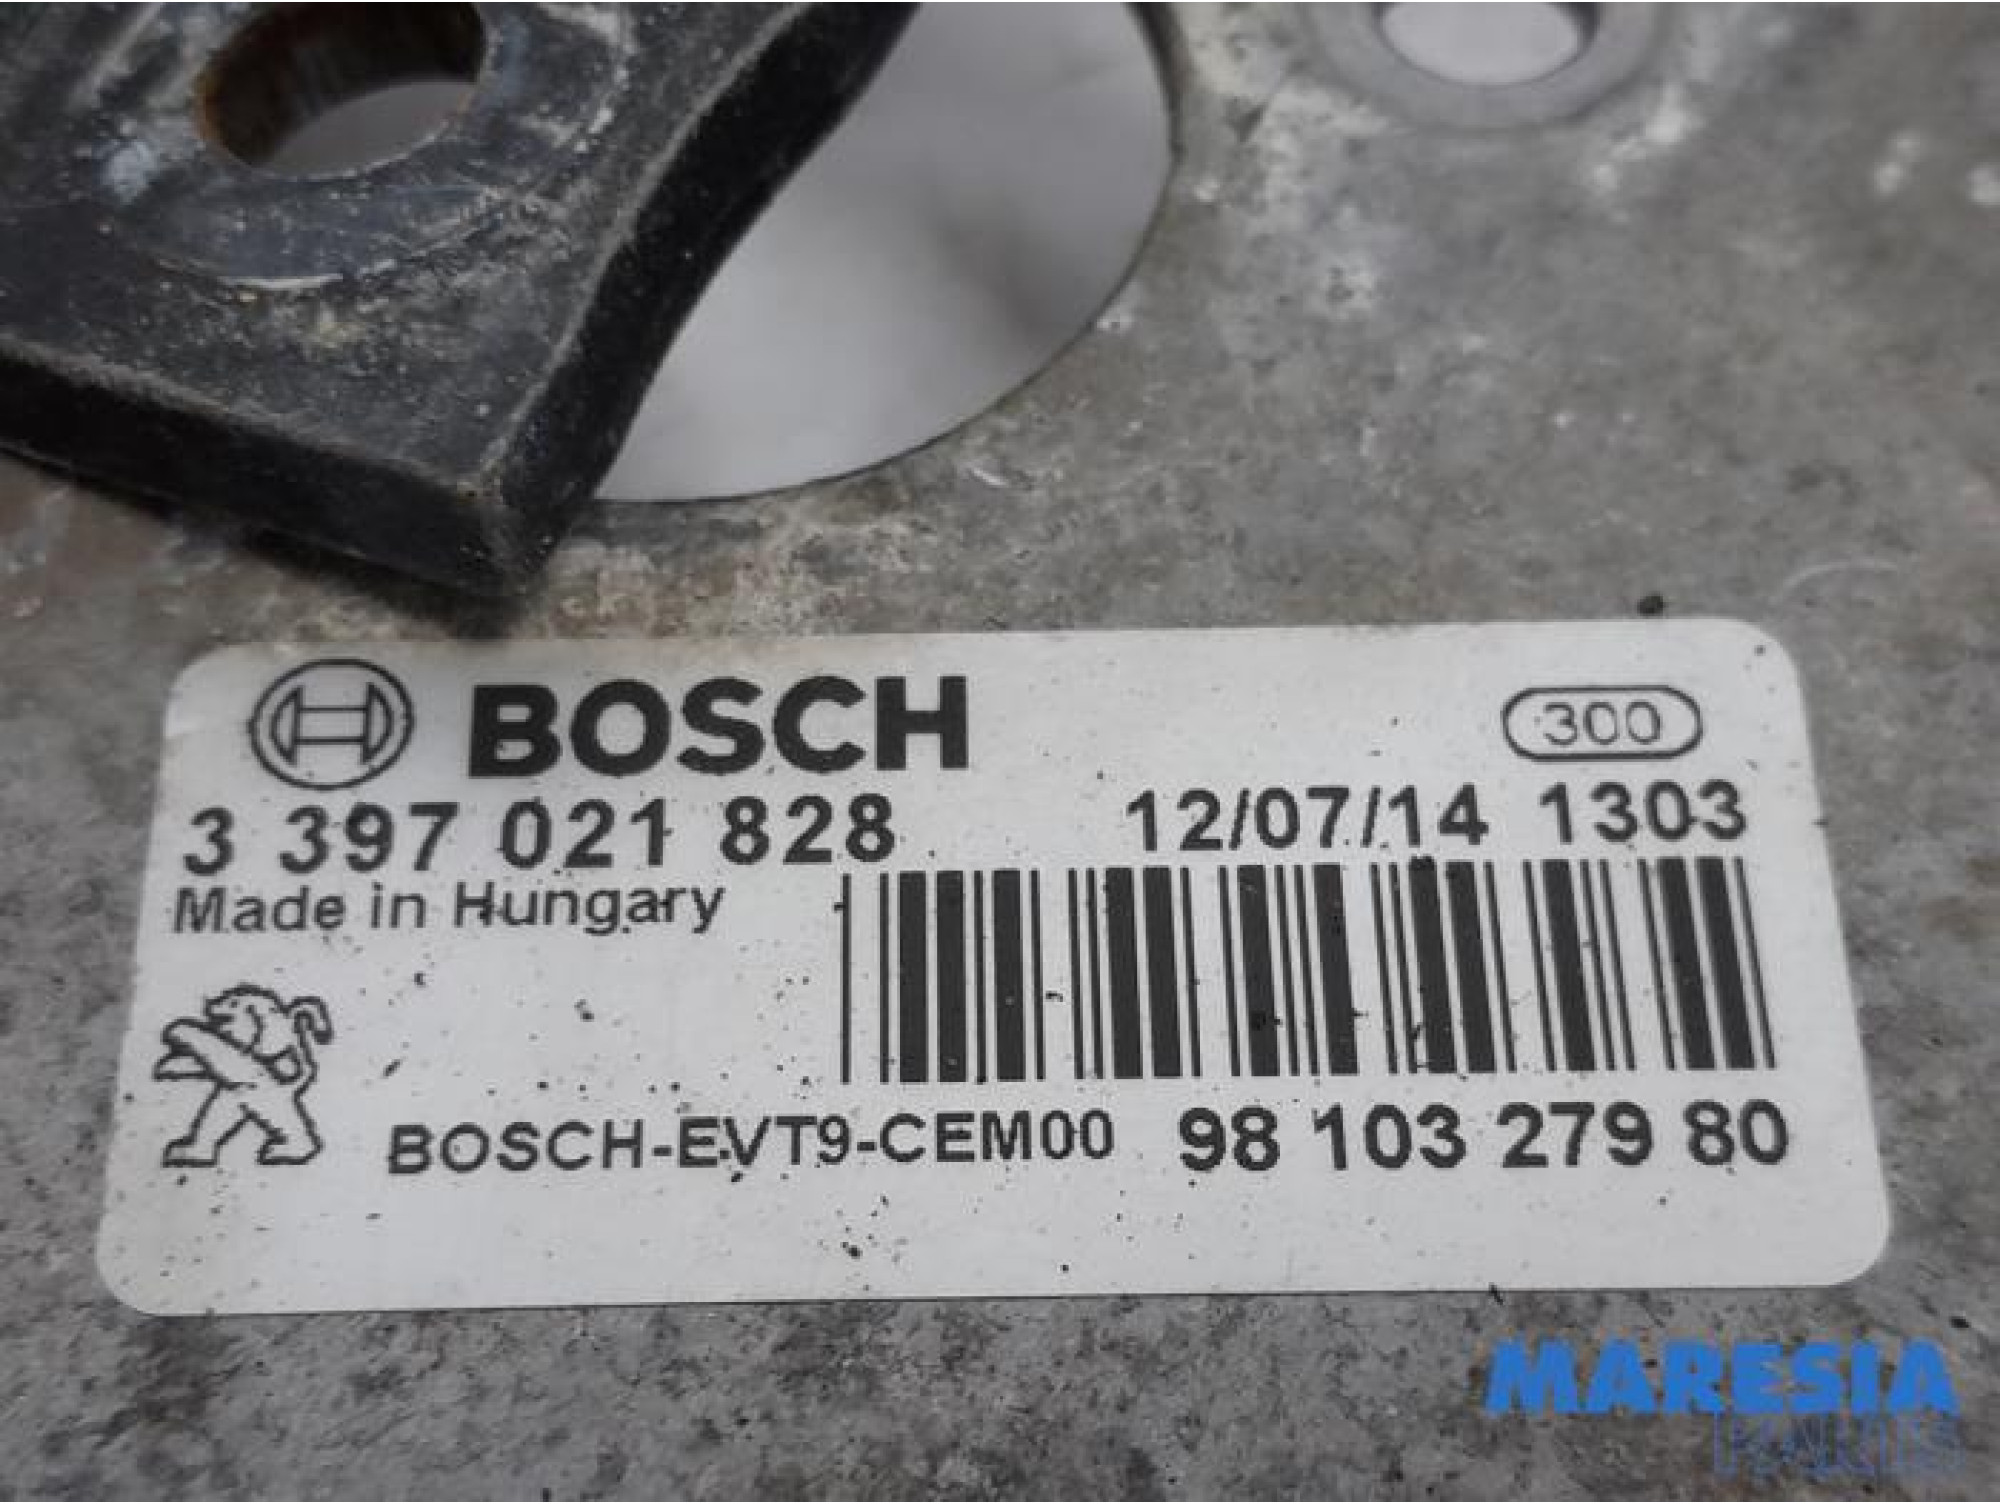 BOSCH
300
3 397 021 828 12/07/14 1303
Made in Hungary
BOSCH-EVT9-CEM00 98 103 279 80
MARESIA
PARTS